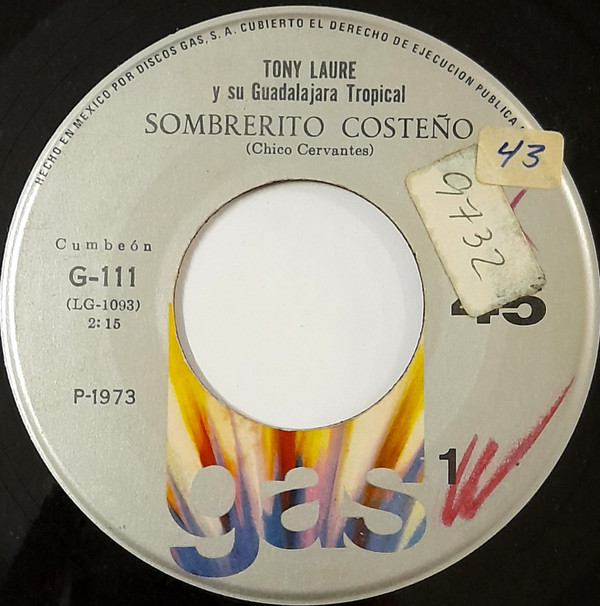 HECHO EN MEXICO POR DISCOS GAS, S. A. CUBIERTO EL DERECHO DE EJECUCION PUBLICA
TONY LAURE
y su Guadalajara Tropical
SOMBRERITO COSTEÑO
(Chico Cervantes)
43
9732
Cumbeón
G-111
(LG-1093)
2:15
45
P-1973
1
gas